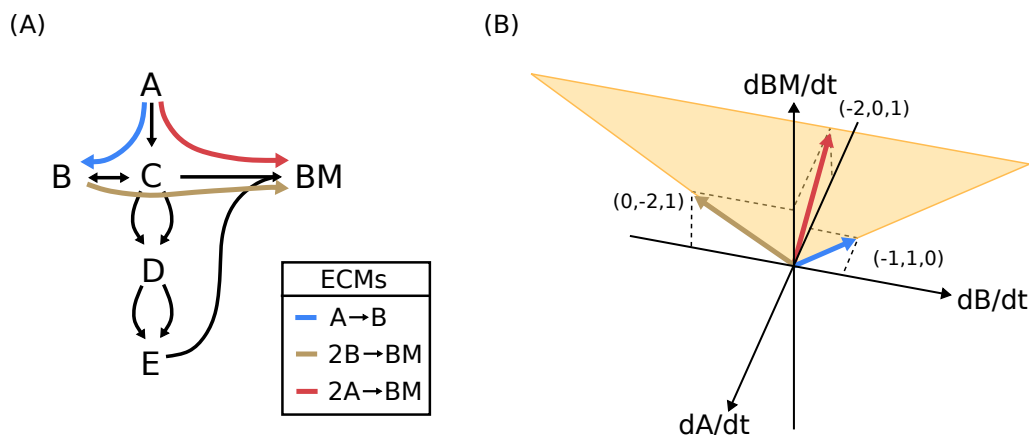 (A)
A
B
C
BM
D
E
ECMs
A→B
2B→BM
2A→BM
(B)
dBM/dt
(-2,0,1)
(0,-2,1)
(-1,1,0)
dB/dt
dA/dt